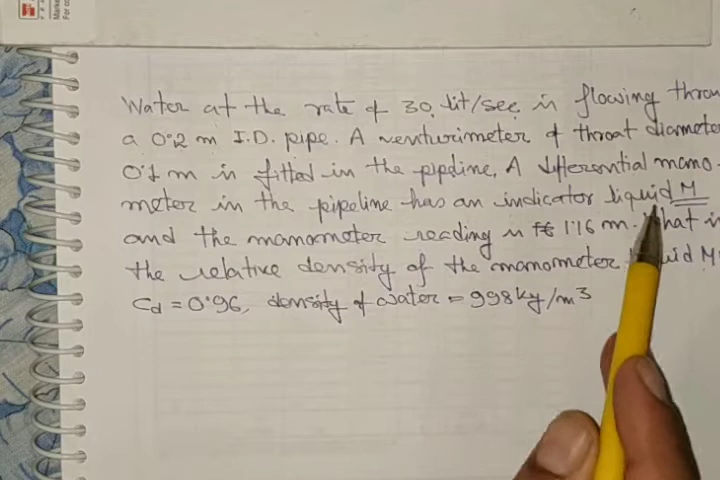 Water at the rate of 30 lit/sec is flowing throu
a 0.2 m I.D. pipe. A venturimeter of throat diameter
0.1 m is fitted in the pipeline. A differential mano-
meter in the pipeline has an indicator liquid M
and the manometer reading is 1.16 m. What is
the relative density of the manometer liquid M
Cd = 0.96, density of water = 998 kg/m3